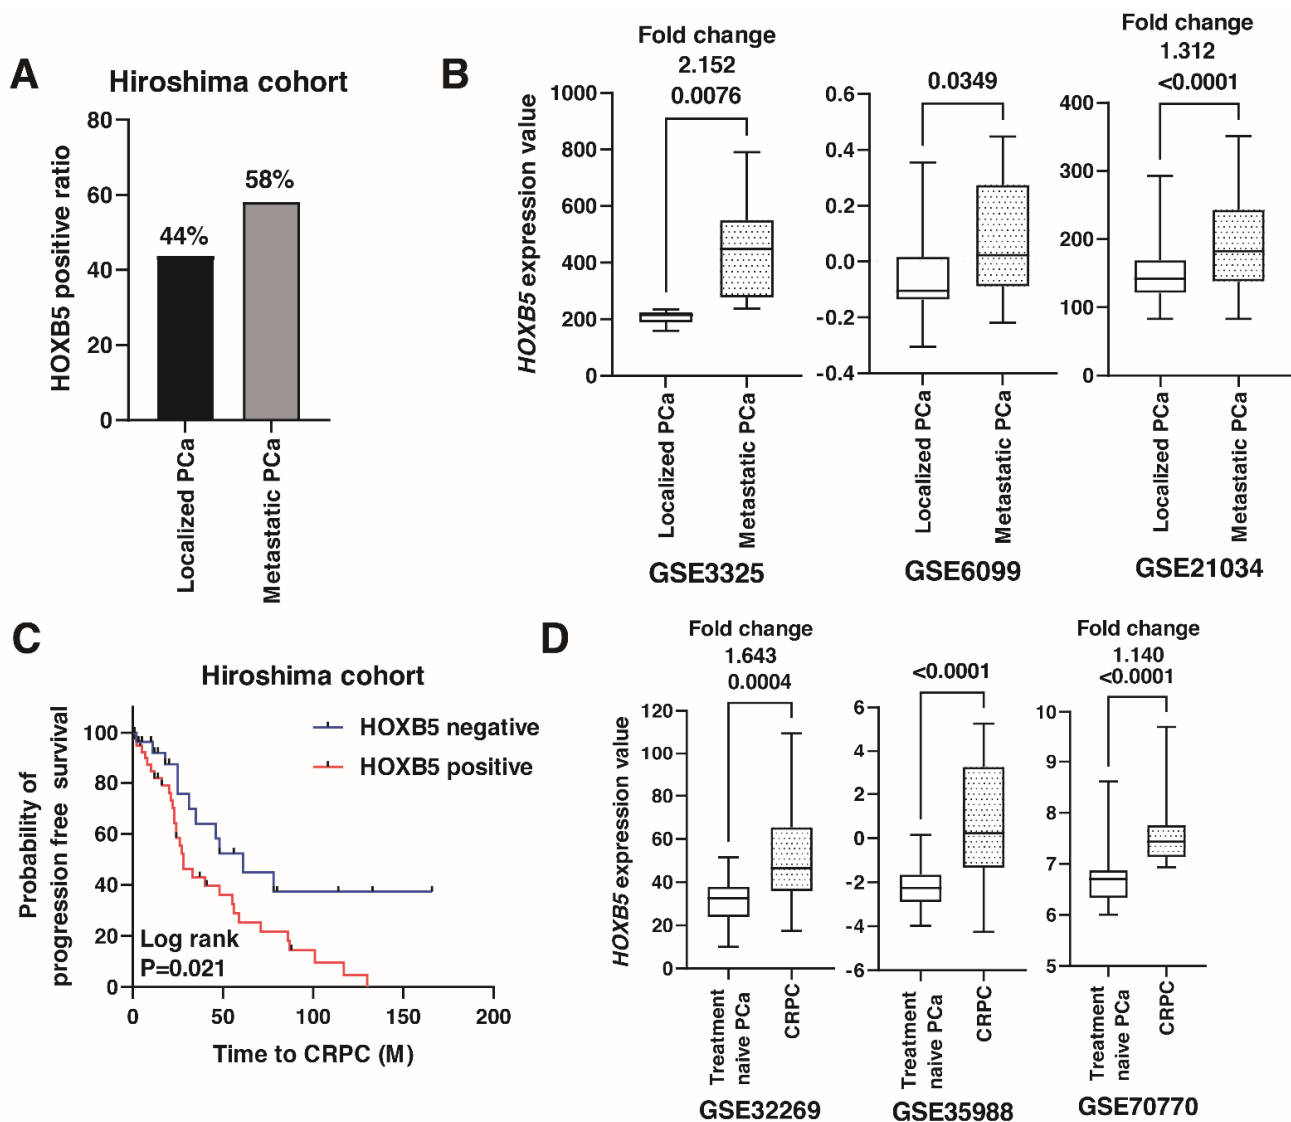 A
Hiroshima cohort
HOXB5 positive ratio
80
60
40
20
0
44%
58%
Localized PCa
Metastatic PCa
B
HOXB5 expression value
Fold change
2.152
0.0076
1000
800
600
400
200
0
Localized PCa
Metastatic PCa
GSE3325
0.0349
0.6
0.4
0.2
0.0
-0.2
-0.4
Localized PCa
Metastatic PCa
GSE6099
Fold change
1.312
<0.0001
400
300
200
100
0
Localized PCa
Metastatic PCa
GSE21034
C
Hiroshima cohort
Probability of
progression free survival
100
80
60
40
20
0
HOXB5 negative
HOXB5 positive
Log rank
P=0.021
0
50
100
150
200
Time to CRPC (M)
D
HOXB5 expression value
Fold change
1.643
0.0004
120
100
80
60
40
20
0
Treatment
naive PCa
CRPC
GSE32269
<0.0001
6
4
2
0
-2
-4
-6
Treatment
naive PCa
CRPC
GSE35988
Fold change
1.140
<0.0001
10
9
8
7
6
5
Treatment
naive PCa
CRPC
GSE70770